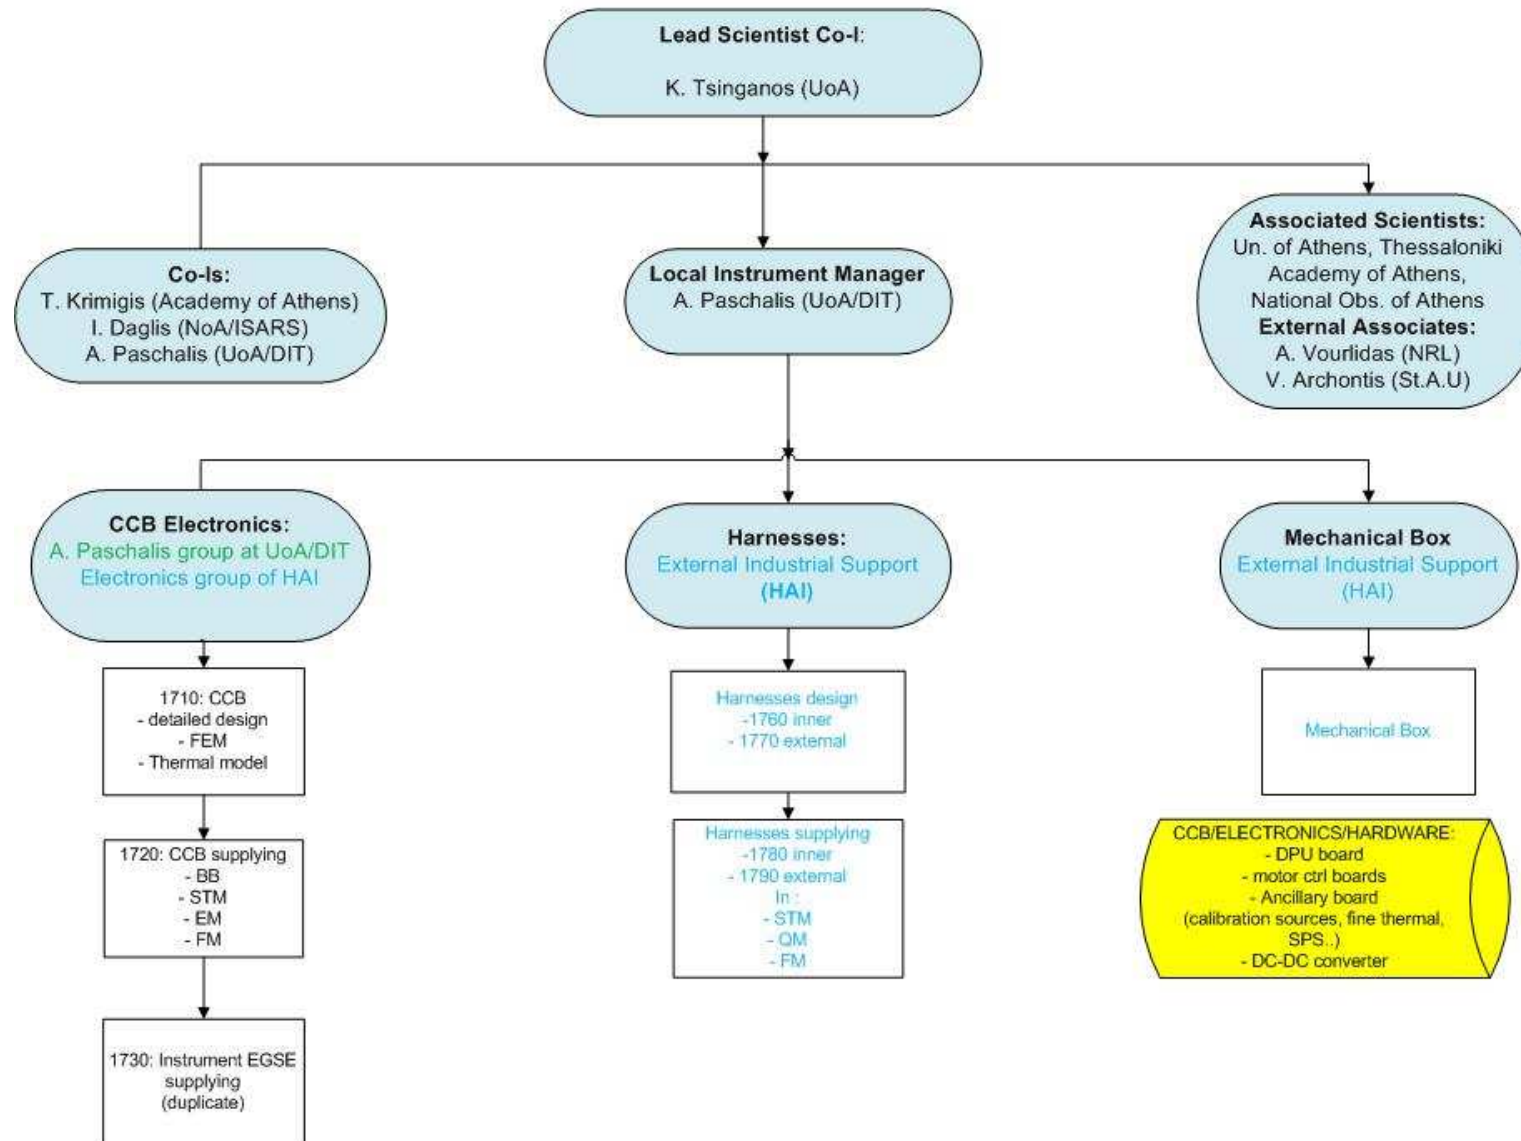 Lead Scientist Co-I:
K. Tsinganos (UoA)
Co-Is:
T. Krimigis (Academy of Athens)
I. Daglis (NoA/ISARS)
A. Paschalis (UoA/DIT)
Local Instrument Manager
A. Paschalis (UoA/DIT)
Associated Scientists:
Un. of Athens, Thessaloniki
Academy of Athens,
National Obs. of Athens
External Associates:
A. Vourlidas (NRL)
V. Archontis (St.A.U)
CCB Electronics:
A. Paschalis group at UoA/DIT
Electronics group of HAI
Harnesses:
External Industrial Support
(HAI)
Mechanical Box
External Industrial Support
(HAI)
1710: CCB
- detailed design
- FEM
- Thermal model
Harnesses design
-1760 inner
- 1770 external
Mechanical Box
1720: CCB supplying
- BB
- STM
- EM
- FM
Harnesses supplying
-1780 inner
- 1790 external
In :
- STM
- QM
- FM
CCB/ELECTRONICS/HARDWARE:
- DPU board
- motor ctrl boards
- Ancillary board
(calibration sources, fine thermal,
SPS..)
- DC-DC converter
1730: Instrument EGSE
supplying
(duplicate)